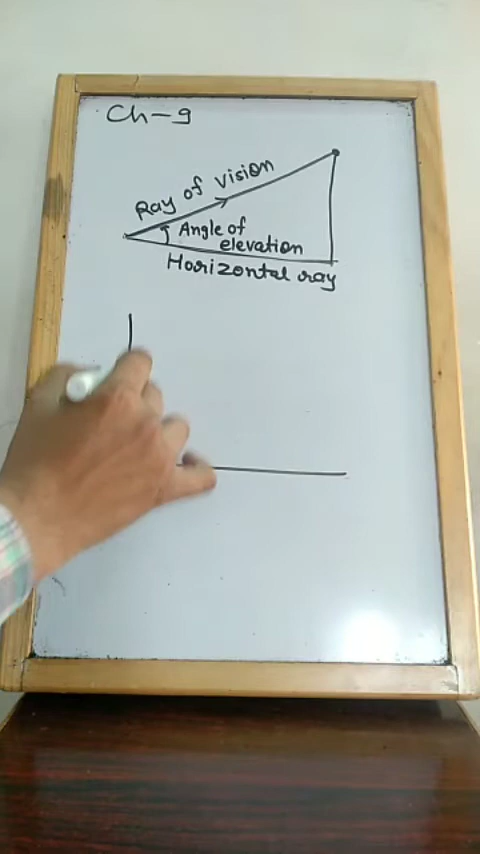 Ch-9
Ray of vision
Angle of
elevation
Horizontal ray